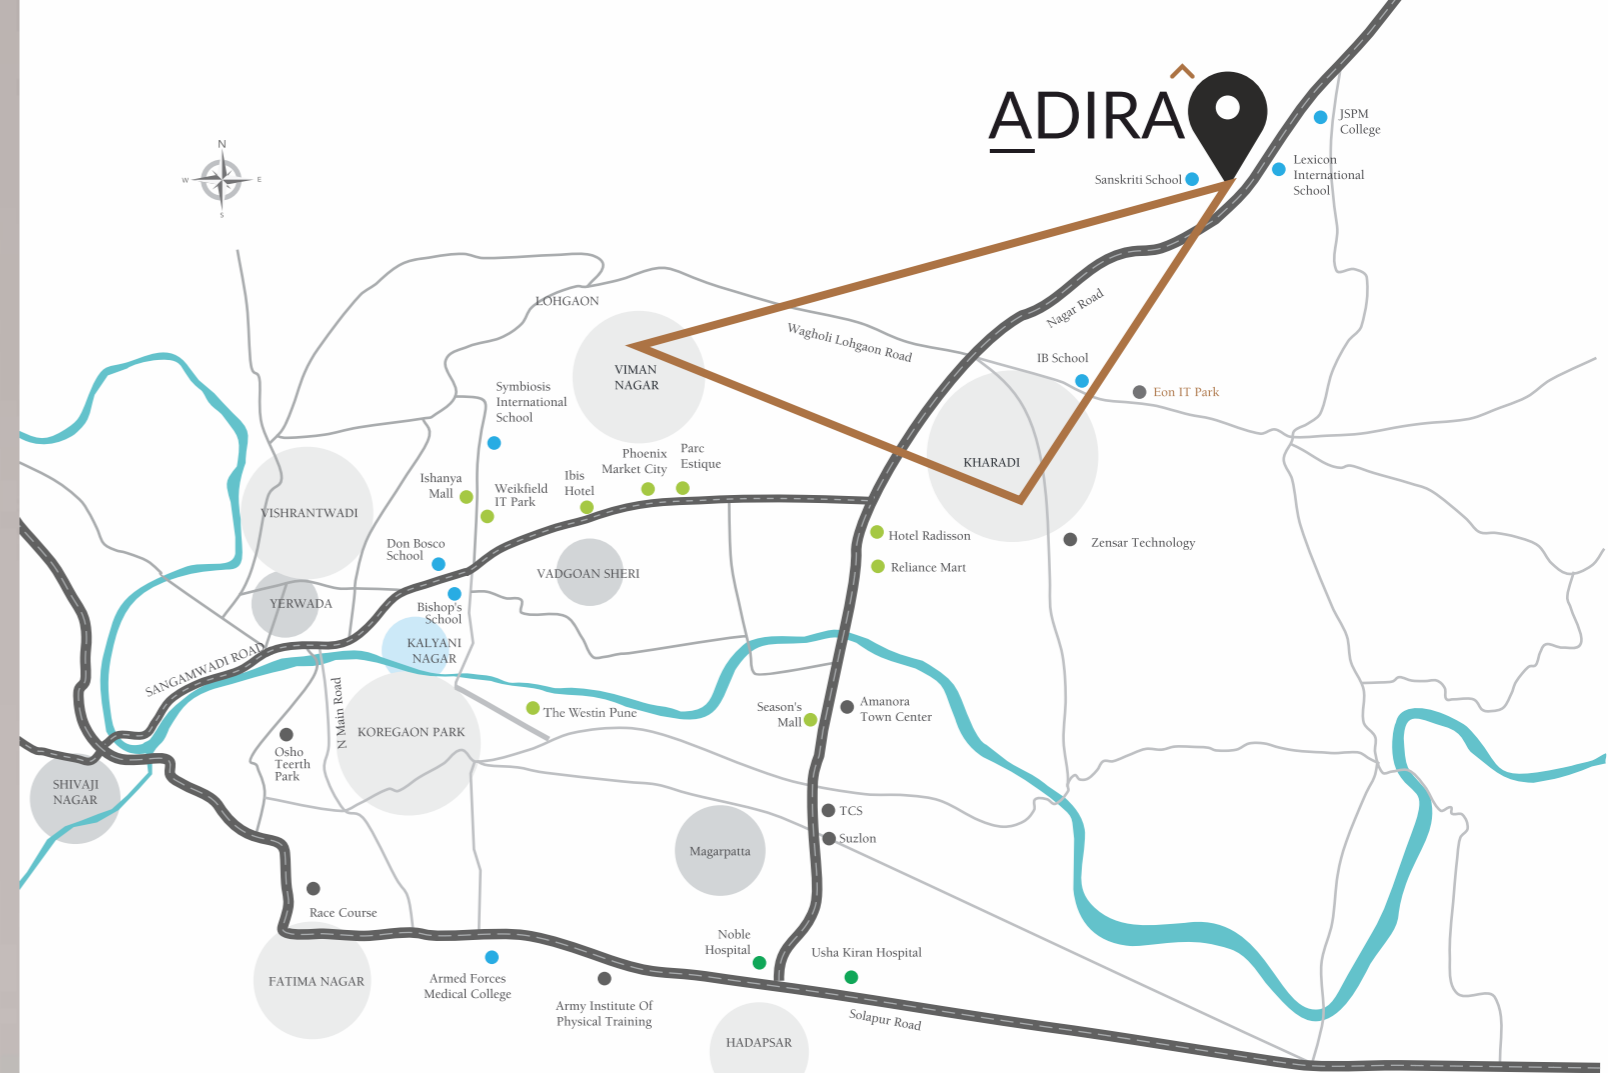 ADIRA
JSPM
College
Lexicon
International
School
Sanskriti School
N
W
E
S
LOHGAON
Nagar Road
Wagholi Lohgaon Road
IB School
Eon IT Park
VIMAN
NAGAR
Symbiosis
International
School
KHARADI
Phoenix
Market City
Parc
Estique
Ibis
Hotel
Ishanya
Mall
Weikfield
IT Park
VISHRANTWADI
Hotel Radisson
Zensar Technology
Don Bosco
School
Reliance Mart
VADGOAN SHERI
YERWADA
Bishop's
School
KALYANI
NAGAR
SANGAMWADI ROAD
N Main Road
The Westin Pune
Season's
Mall
Amanora
Town Center
KOREGAON PARK
Osho
Teerth
Park
SHIVAJI
NAGAR
TCS
Suzlon
Magarpatta
Race Course
Noble
Hospital
Usha Kiran Hospital
FATIMA NAGAR
Armed Forces
Medical College
Army Institute Of
Physical Training
Solapur Road
HADAPSAR